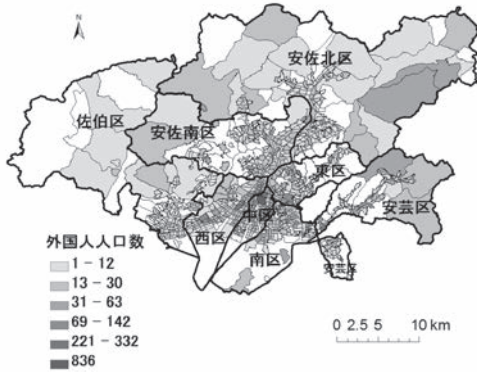 N
安佐北区
佐伯区
安佐南区
東区
安芸区
中区
西区
南区
安芸区
外国人人口数
1 - 12
13 - 30
31 - 63
69 - 142
221 - 332
836
0 2.5 5 10 km